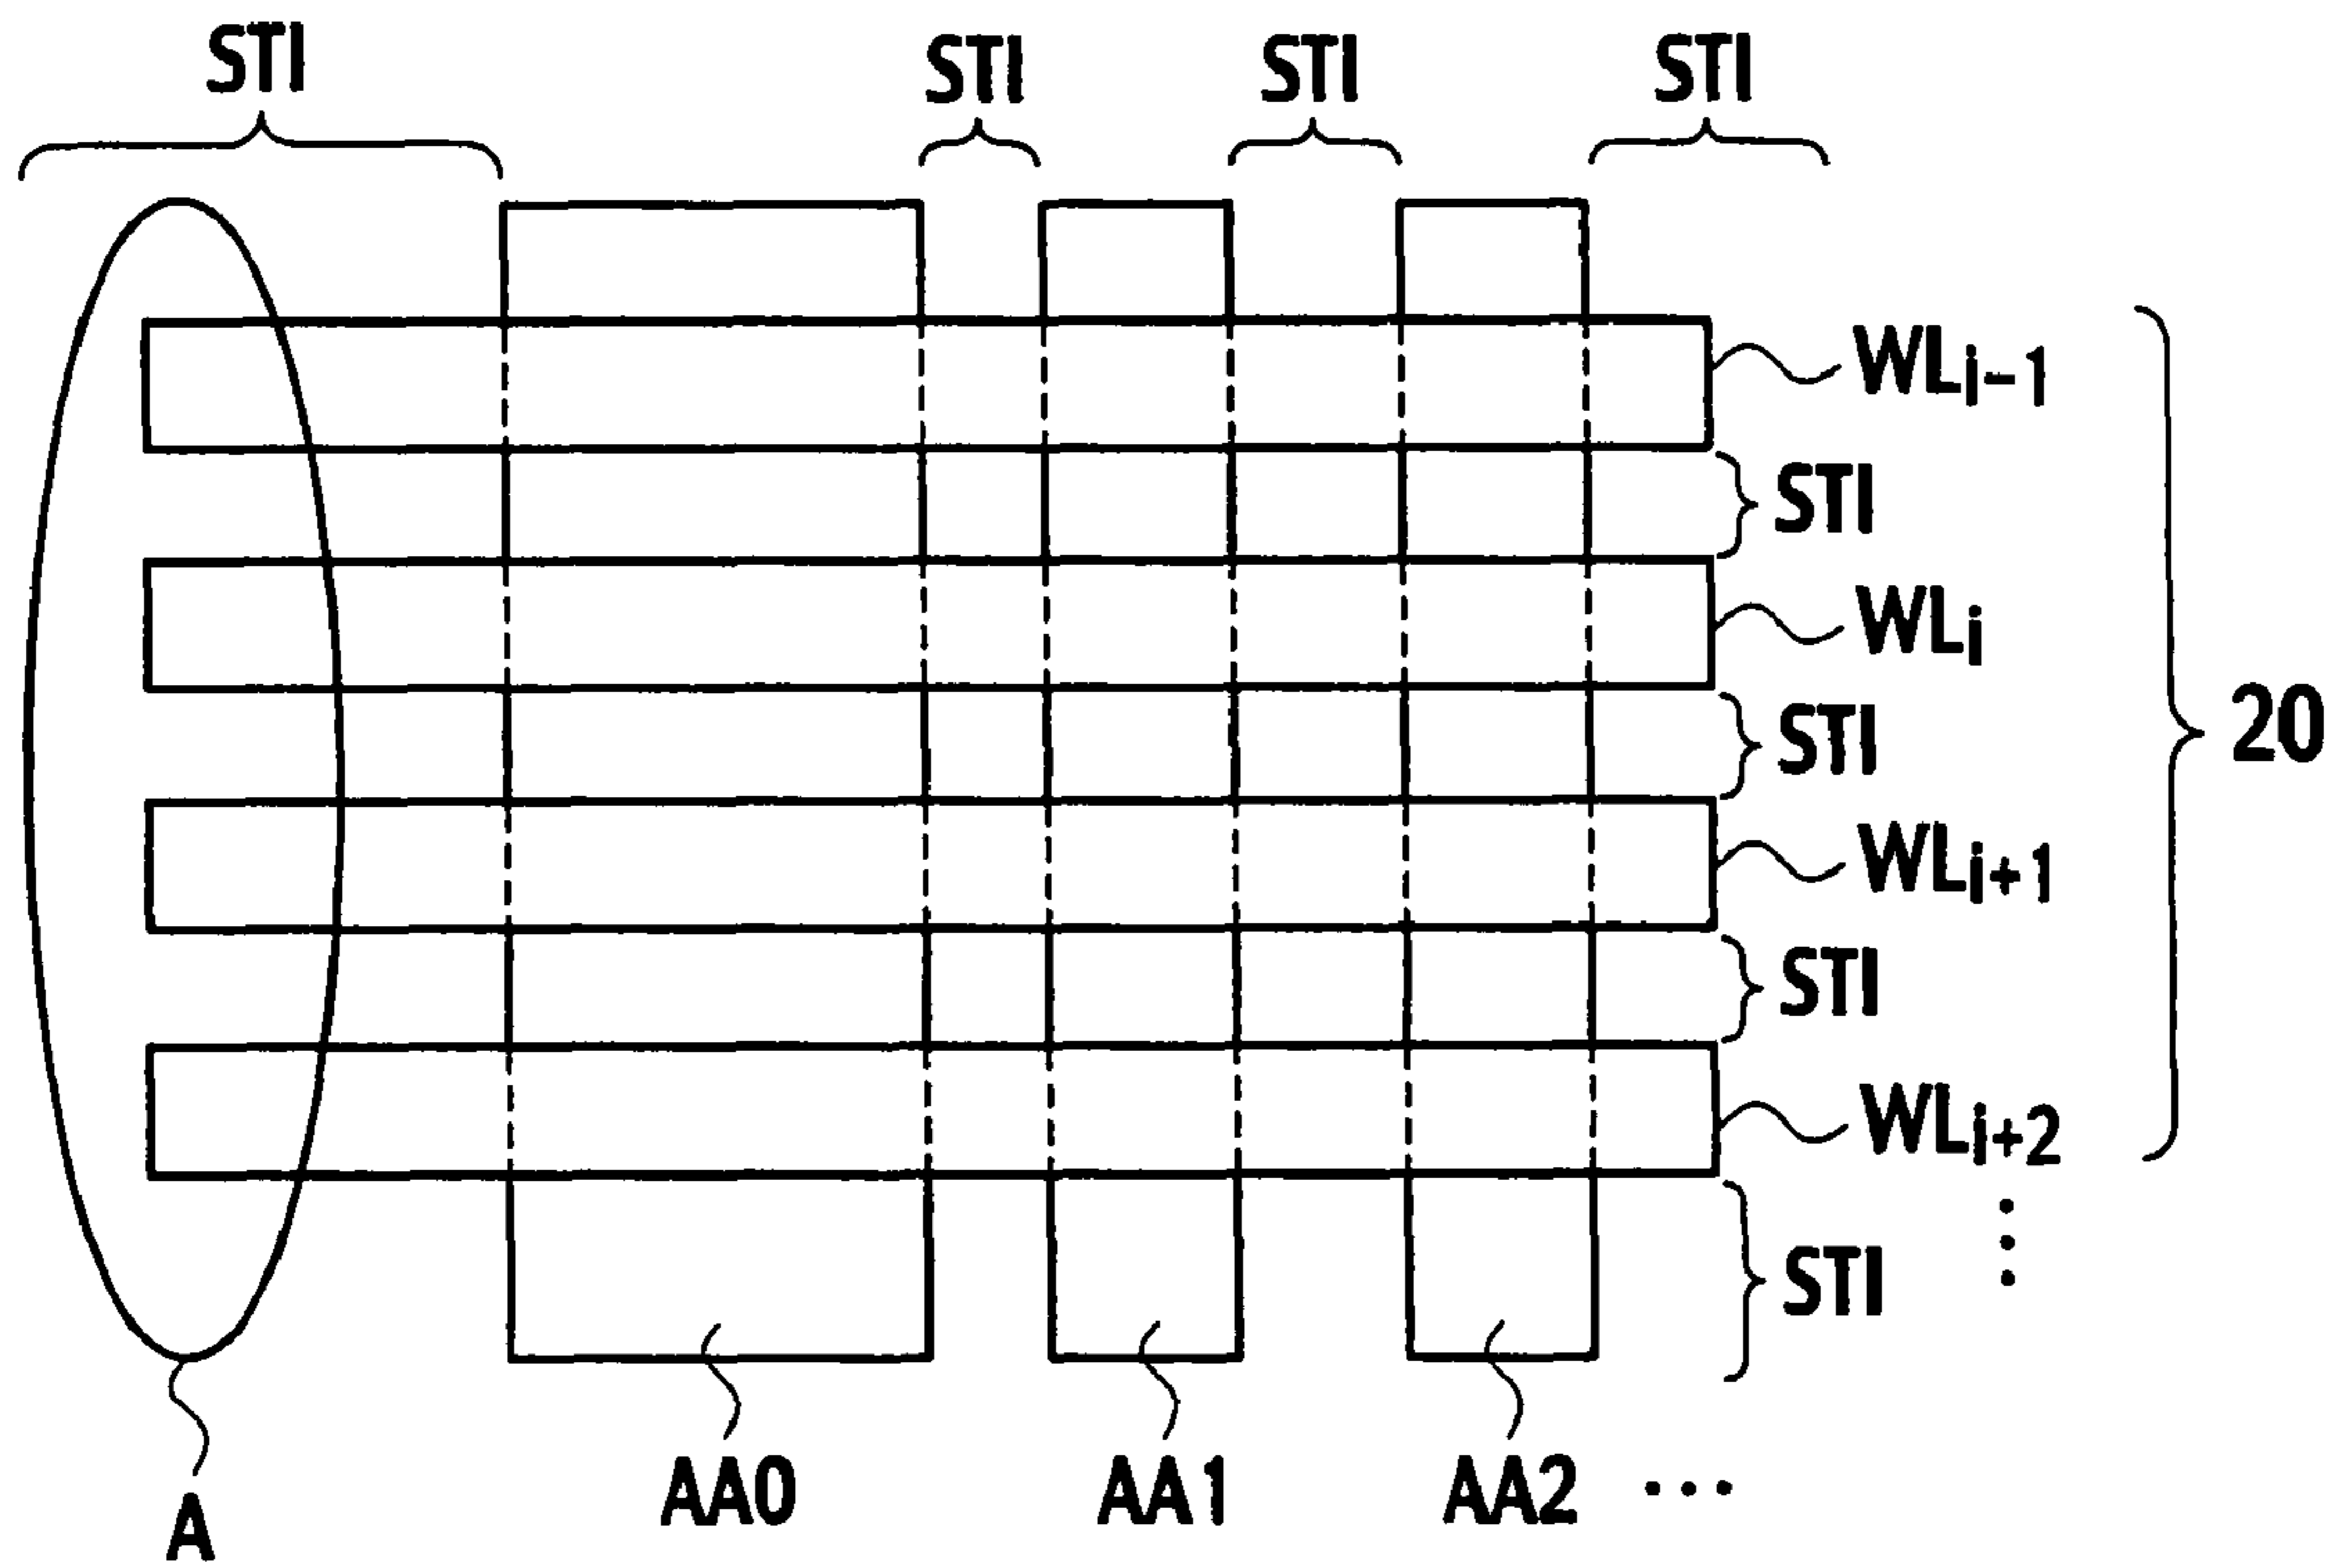 STI STI STI STI
WLi-1
STI
WLi
20
STI
WLi+1
STI
WLi+2
STI
AA0 AA1 AA2 ...
A